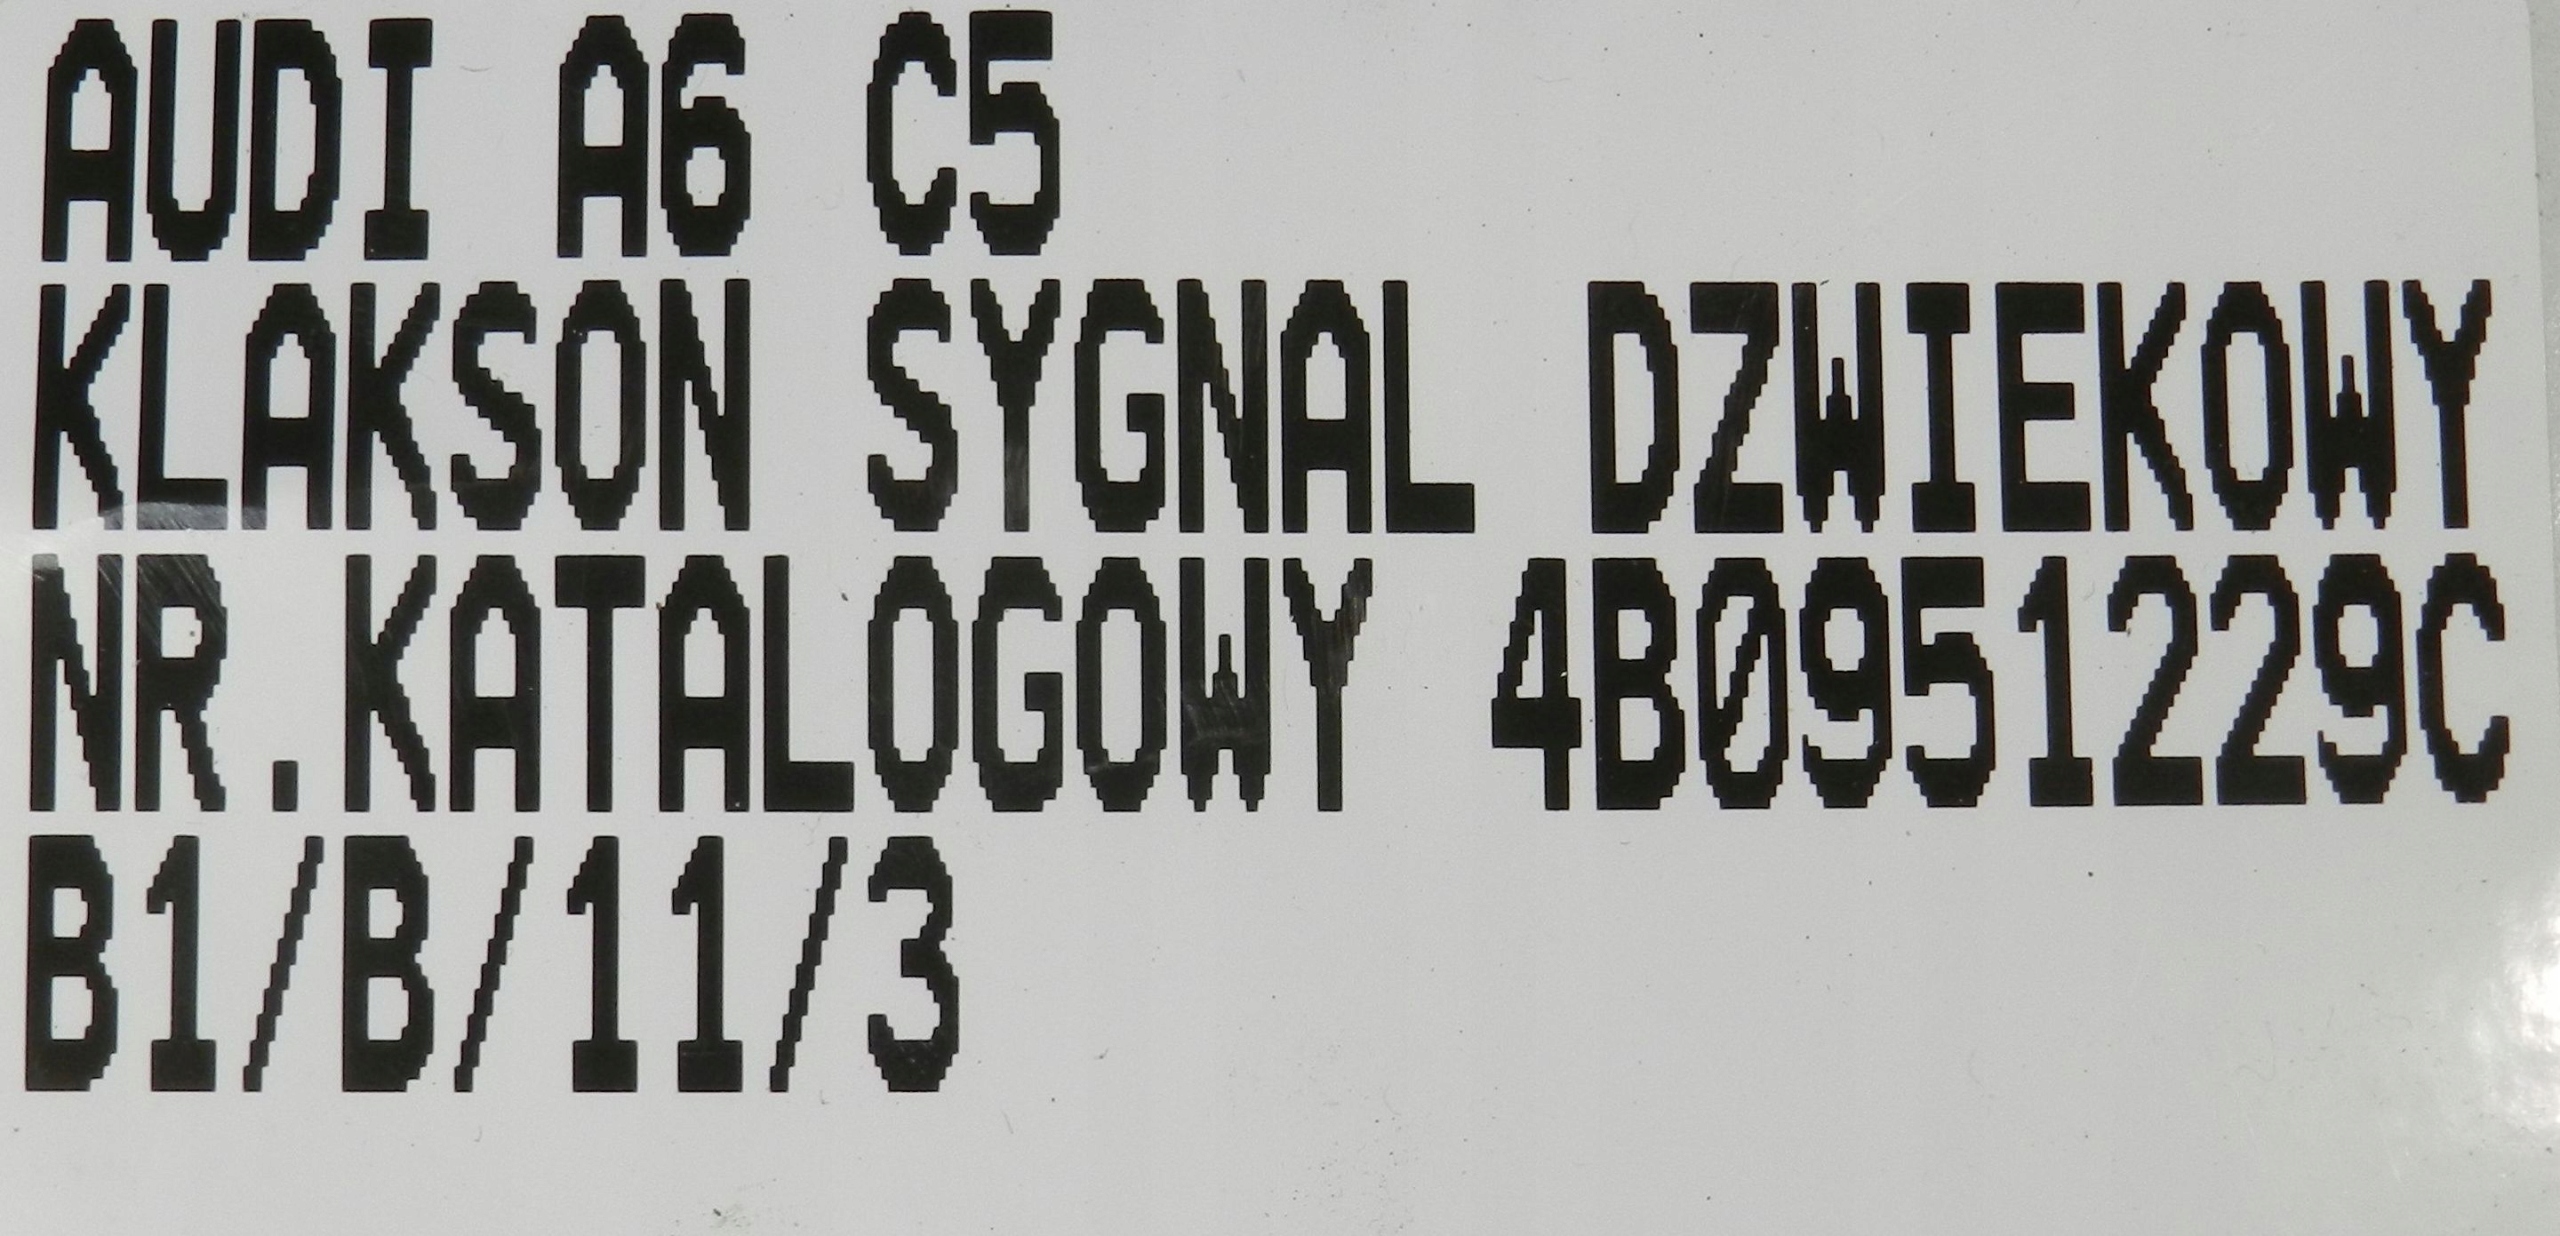 AUDI A6 C5
KLAKSON SYGNAL DZWIEKOWY
NR.KATALOGOWY 4B0951229C
B1/B/11/3